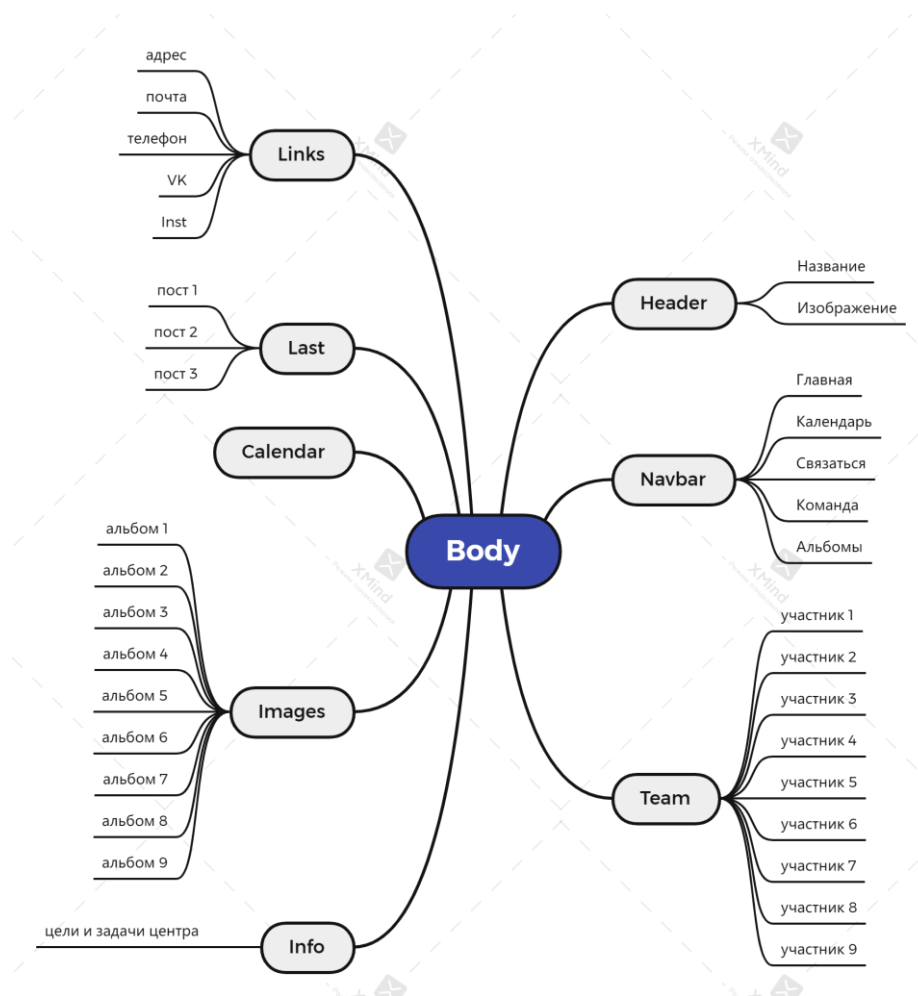 адрес
почта
телефон
VK
Inst
Links
пост 1
пост 2
пост 3
Last
Calendar
альбом 1
альбом 2
альбом 3
альбом 4
альбом 5
альбом 6
альбом 7
альбом 8
альбом 9
Images
цели и задачи центра
Info
Body
Header
Название
Изображение
Navbar
Главная
Календарь
Связаться
Команда
Альбомы
Team
участник 1
участник 2
участник 3
участник 4
участник 5
участник 6
участник 7
участник 8
участник 9
XMind
XMind
XMind
XMind